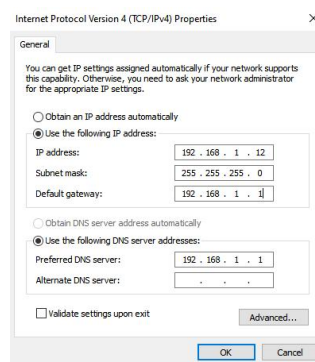 Internet Protocol Version 4 (TCP/IPv4) Properties
General
You can get IP settings assigned automatically if your network supports
this capability. Otherwise, you need to ask your network administrator
for the appropriate IP settings.
Obtain an IP address automatically
Use the following IP address:
IP address: 192 . 168 . 1 . 12
Subnet mask: 255 . 255 . 255 . 0
Default gateway: 192 . 168 . 1 . 1
Obtain DNS server address automatically
Use the following DNS server addresses:
Preferred DNS server: 192 . 168 . 1 . 1
Alternate DNS server: . . .
Validate settings upon exit
Advanced...
OK Cancel